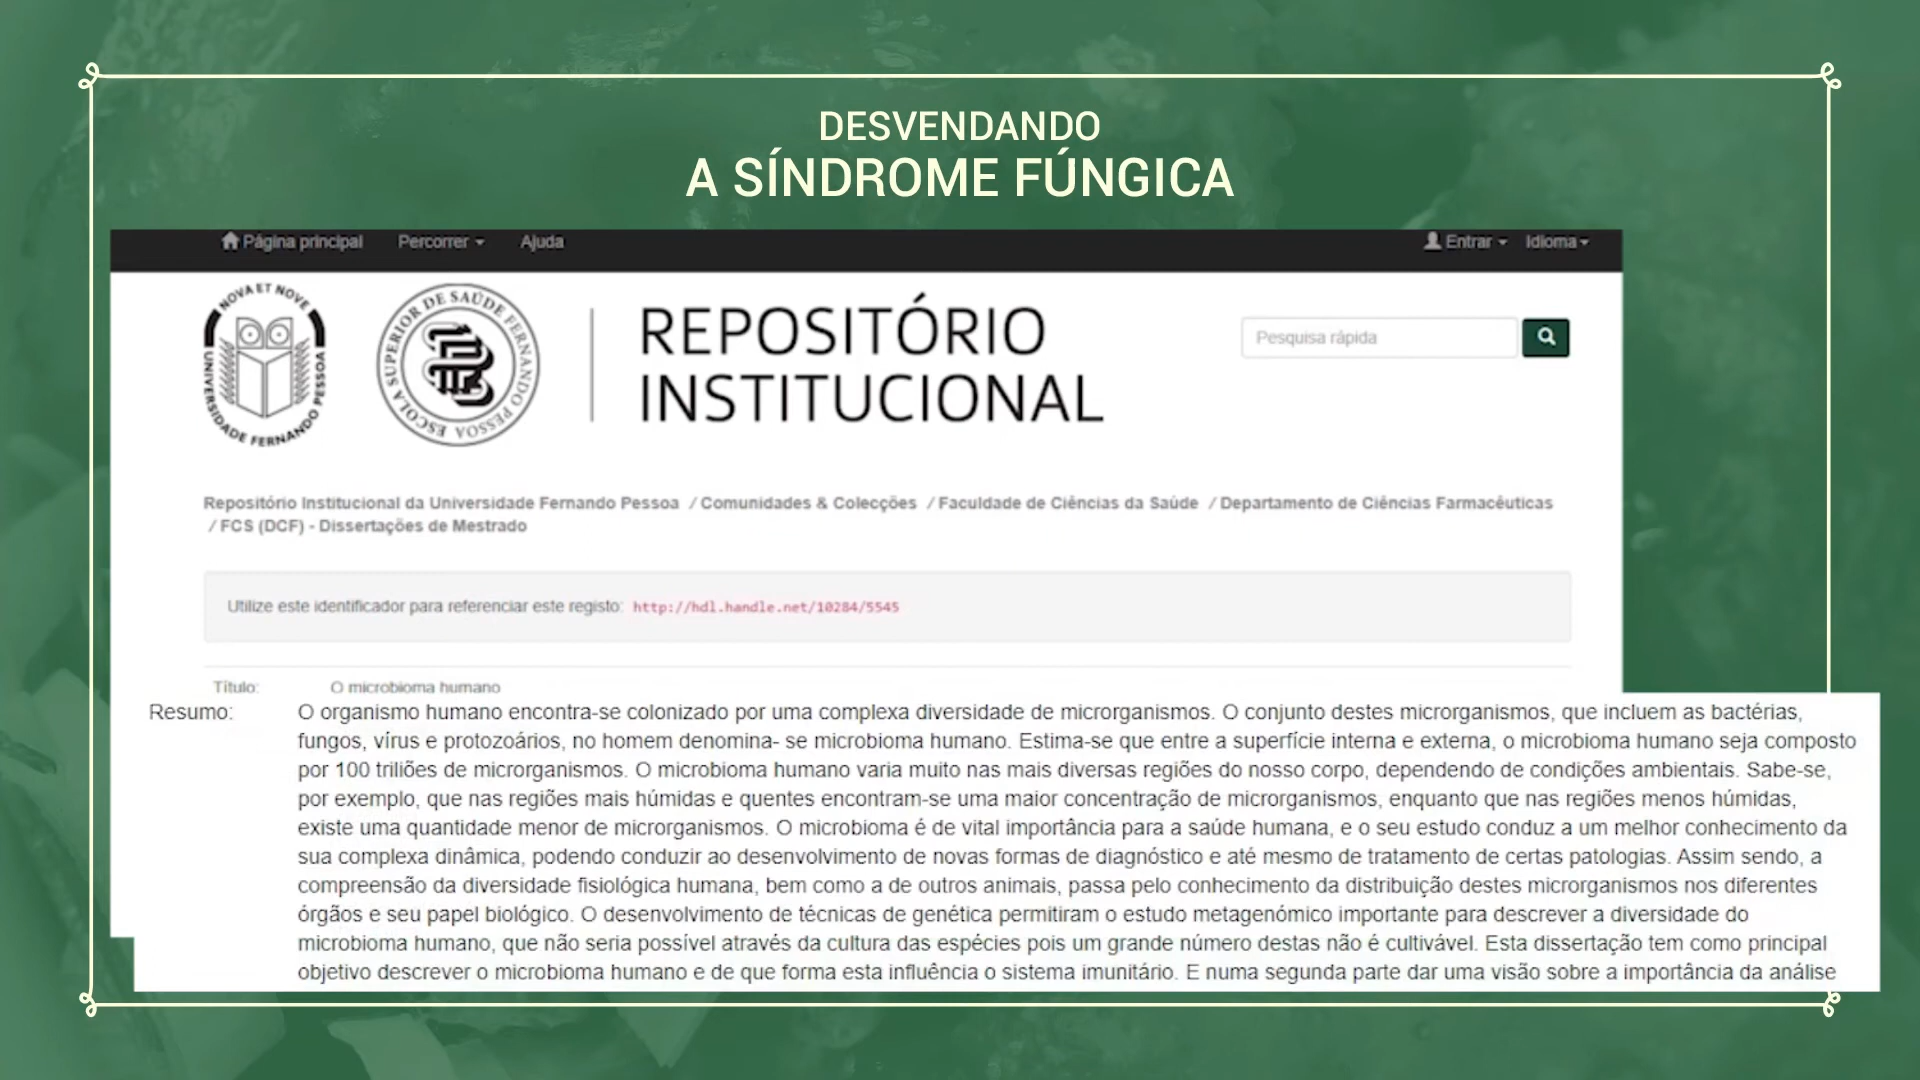 DESVENDANDO
A SÍNDROME FÚNGICA
Página principal Percorrer Ajuda Entrar Idioma
NOVA ET NOVE
UNIVERSIDADE FERNANDO PESSOA
ESCOLA SUPERIOR DE SAÚDE FERNANDO PESSOA
REPOSITÓRIO
INSTITUCIONAL
Pesquisa rápida
Repositório Institucional da Universidade Fernando Pessoa / Comunidades & Colecções / Faculdade de Ciências da Saúde / Departamento de Ciências Farmacêuticas
/ FCS (DCF) - Dissertações de Mestrado
Utilize este identificador para referenciar este registo: http://hdl.handle.net/10284/5545
Título: O microbioma humano
Resumo: O organismo humano encontra-se colonizado por uma complexa diversidade de microrganismos. O conjunto destes microrganismos, que incluem as bactérias,
fungos, vírus e protozoários, no homem denomina- se microbioma humano. Estima-se que entre a superfície interna e externa, o microbioma humano seja composto
por 100 triliões de microrganismos. O microbioma humano varia muito nas mais diversas regiões do nosso corpo, dependendo de condições ambientais. Sabe-se,
por exemplo, que nas regiões mais húmidas e quentes encontram-se uma maior concentração de microrganismos, enquanto que nas regiões menos húmidas,
existe uma quantidade menor de microrganismos. O microbioma é de vital importância para a saúde humana, e o seu estudo conduz a um melhor conhecimento da
sua complexa dinâmica, podendo conduzir ao desenvolvimento de novas formas de diagnóstico e até mesmo de tratamento de certas patologias. Assim sendo, a
compreensão da diversidade fisiológica humana, bem como a de outros animais, passa pelo conhecimento da distribuição destes microrganismos nos diferentes
órgãos e seu papel biológico. O desenvolvimento de técnicas de genética permitiram o estudo metagenómico importante para descrever a diversidade do
microbioma humano, que não seria possível através da cultura das espécies pois um grande número destas não é cultivável. Esta dissertação tem como principal
objetivo descrever o microbioma humano e de que forma esta influência o sistema imunitário. E numa segunda parte dar uma visão sobre a importância da análise